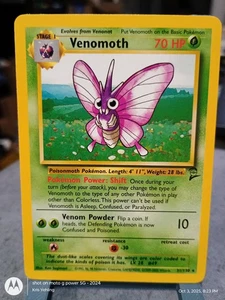 Evolves from Venonat
Put Venomoth on the Basic Pokémon
STAGE 1
Venomoth
70 HP
Poisonmoth Pokémon. Length: 4' 11", Weight: 28 lbs.
Pokémon Power: Shift Once during your
turn (before your attack), you may change the type of
Venomoth to the type of any other Pokémon in play
other than Colorless. This power can't be used if
Venomoth is Asleep, Confused, or Paralyzed.
Venom Powder Flip a coin. If
heads, the Defending Pokémon is now
Confused and Poisoned.
10
weakness
resistance
retreat cost
The dust-like scales covering its wings are color coded to
indicate the kinds of poison it has. LV. 28 #49
shot on moto g power 5G - 2024
Oct 3, 2025, 8:23 PM